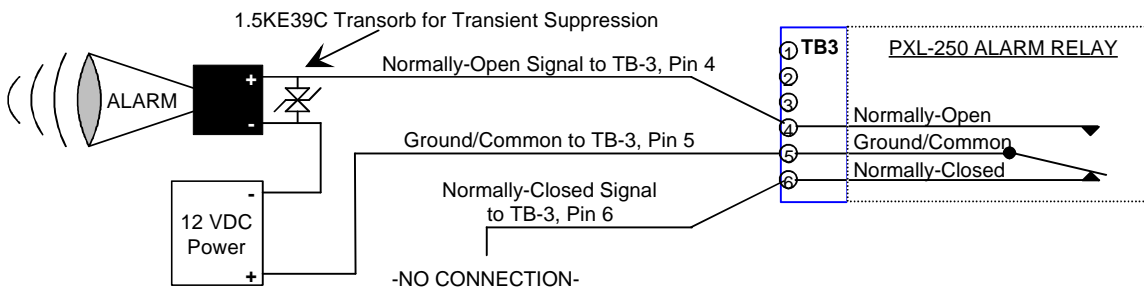 1.5KE39C Transorb for Transient Suppression
TB3
PXL-250 ALARM RELAY
1
2
3
4
5
6
Normally-Open Signal to TB-3, Pin 4
+
ALARM
-
Normally-Open
Ground/Common to TB-3, Pin 5
Ground/Common
Normally-Closed
Normally-Closed Signal
to TB-3, Pin 6
-
12 VDC
Power
+
-NO CONNECTION-